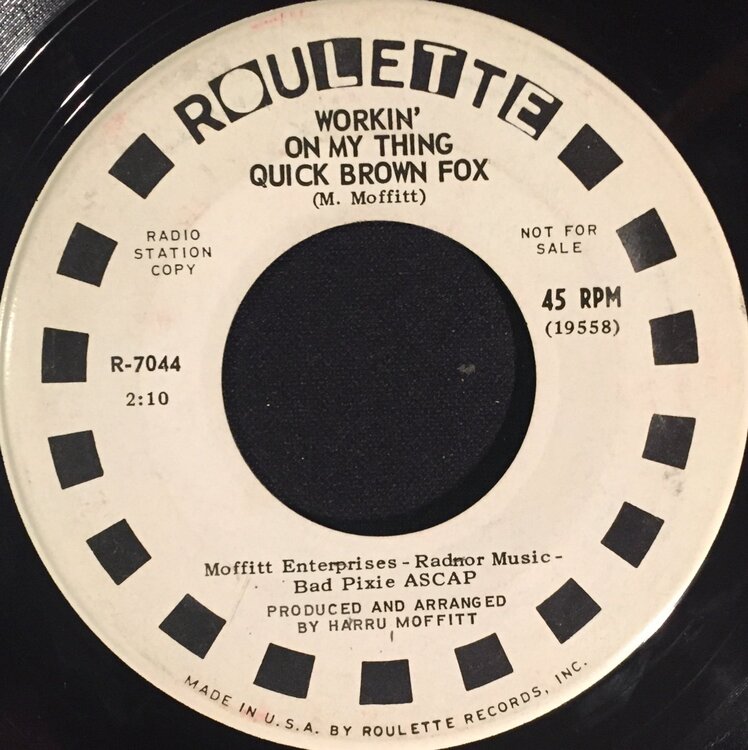 ROULETTE
WORKIN'
ON MY THING
QUICK BROWN FOX
(M. Moffitt)
RADIO
STATION
COPY
NOT FOR
SALE
45 RPM
(19558)
R-7044
2:10
Moffitt Enterprises - Radnor Music -
Bad Pixie ASCAP
PRODUCED AND ARRANGED
BY HARRU MOFFITT
MADE IN U.S.A. BY ROULETTE RECORDS, INC.